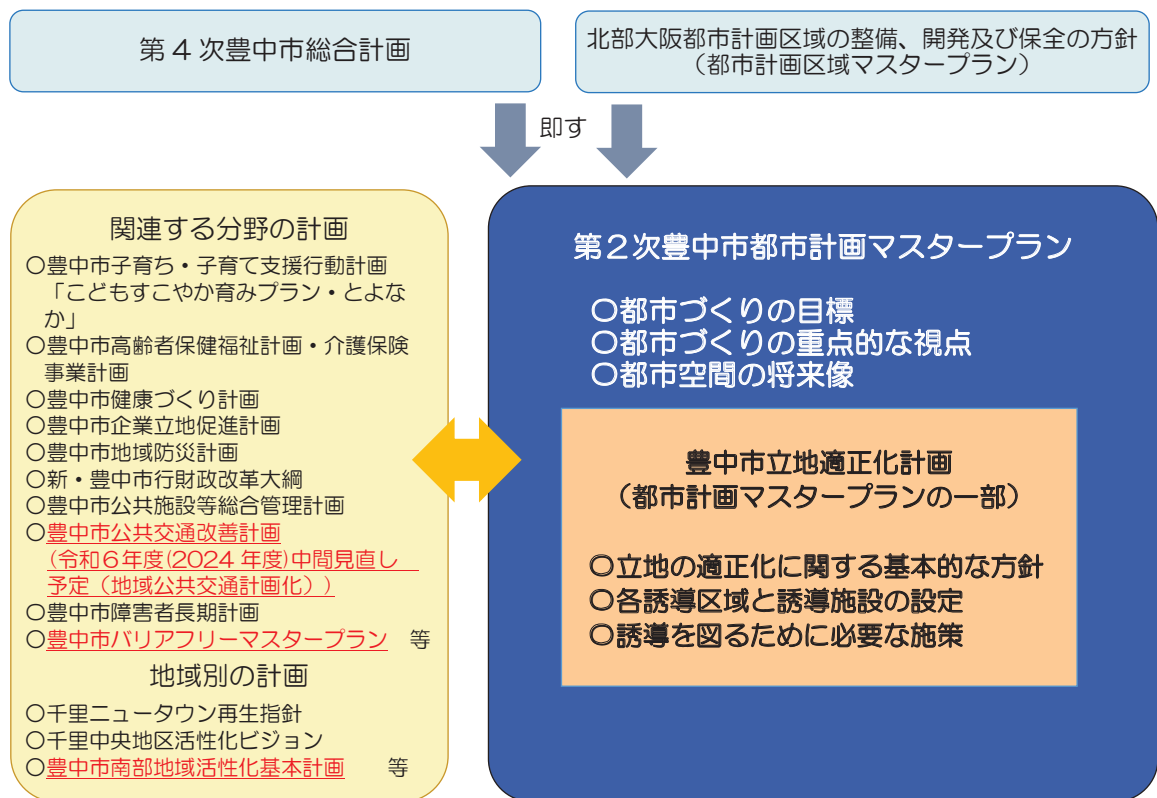 第4次豊中市総合計画
北部大阪都市計画区域の整備、開発及び保全の方針
（都市計画区域マスタープラン）
即す
関連する分野の計画
〇豊中市子育ち・子育て支援行動計画
「こどもすこやか育みプラン・とよな
か」
〇豊中市高齢者保健福祉計画・介護保険
事業計画
〇豊中市健康づくり計画
〇豊中市企業立地促進計画
〇豊中市地域防災計画
〇新・豊中市行財政改革大綱
〇豊中市公共施設等総合管理計画
〇豊中市公共交通改善計画
(令和6年度(2024年度)中間見直し
予定（地域公共交通計画化）)
〇豊中市障害者長期計画
〇豊中市バリアフリーマスタープラン 等
地域別の計画
〇千里ニュータウン再生指針
〇千里中央地区活性化ビジョン
〇豊中市南部地域活性化基本計画 等
第2次豊中市都市計画マスタープラン
〇都市づくりの目標
〇都市づくりの重点的な視点
〇都市空間の将来像
豊中市立地適正化計画
（都市計画マスタープランの一部）
〇立地の適正化に関する基本的な方針
〇各誘導区域と誘導施設の設定
〇誘導を図るために必要な施策